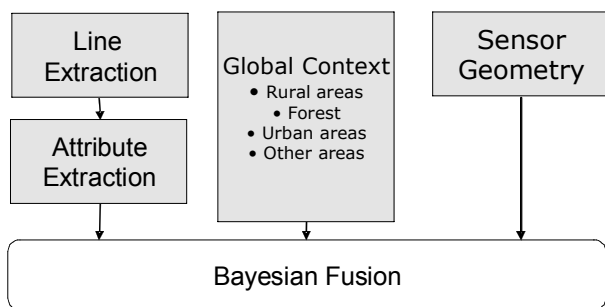 Line
Extraction
Attribute
Extraction
Global Context
• Rural areas
• Forest
• Urban areas
• Other areas
Sensor
Geometry
Bayesian Fusion